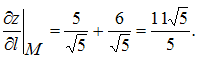 ∂z/∂l|_M = 5/√5 + 6/√5 = 11√5/5.